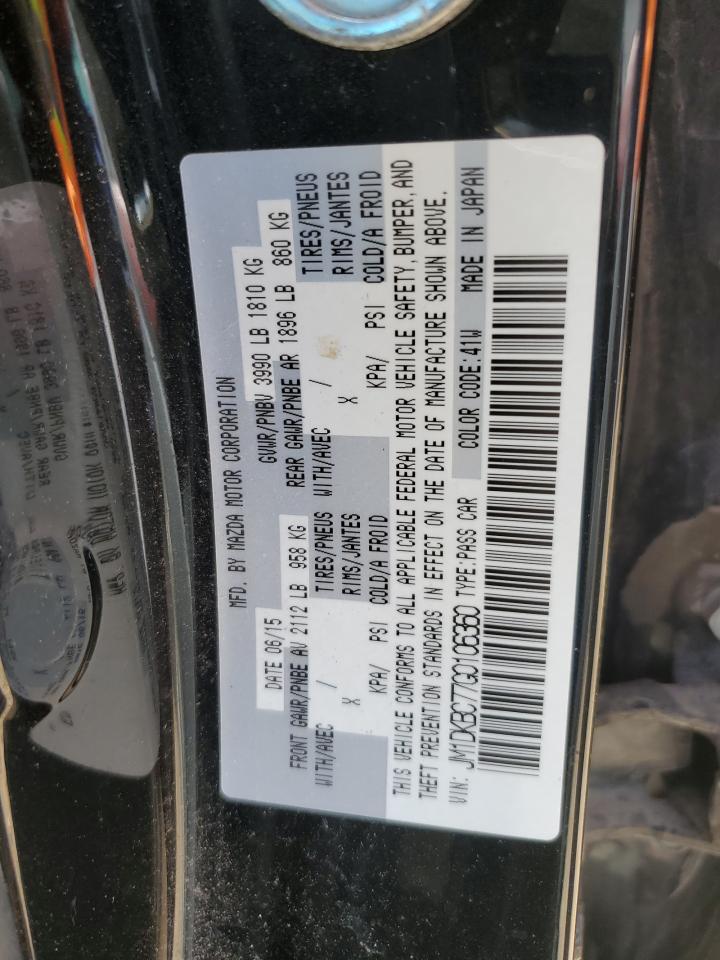 MFD. BY MAZDA MOTOR CORPORATION
DATE 06/15 GVWR/PNBV 3990 LB 1810 KG
FRONT GAWR/PNBE AV 2112 LB 958 KG REAR GAWR/PNBE AR 1896 LB 860 KG
WITH/AVEC / TIRES/PNEUS WITH/AVEC / TIRES/PNEUS
X RIMS/JANTES X RIMS/JANTES
KPA/ PSI COLD/A FROID KPA/ PSI COLD/A FROID
THIS VEHICLE CONFORMS TO ALL APPLICABLE FEDERAL MOTOR VEHICLE SAFETY, BUMPER, AND
THEFT PREVENTION STANDARDS IN EFFECT ON THE DATE OF MANUFACTURE SHOWN ABOVE.
VIN: JM1DKBC77G0106360 TYPE:PASS CAR COLOR CODE:41W MADE IN JAPAN